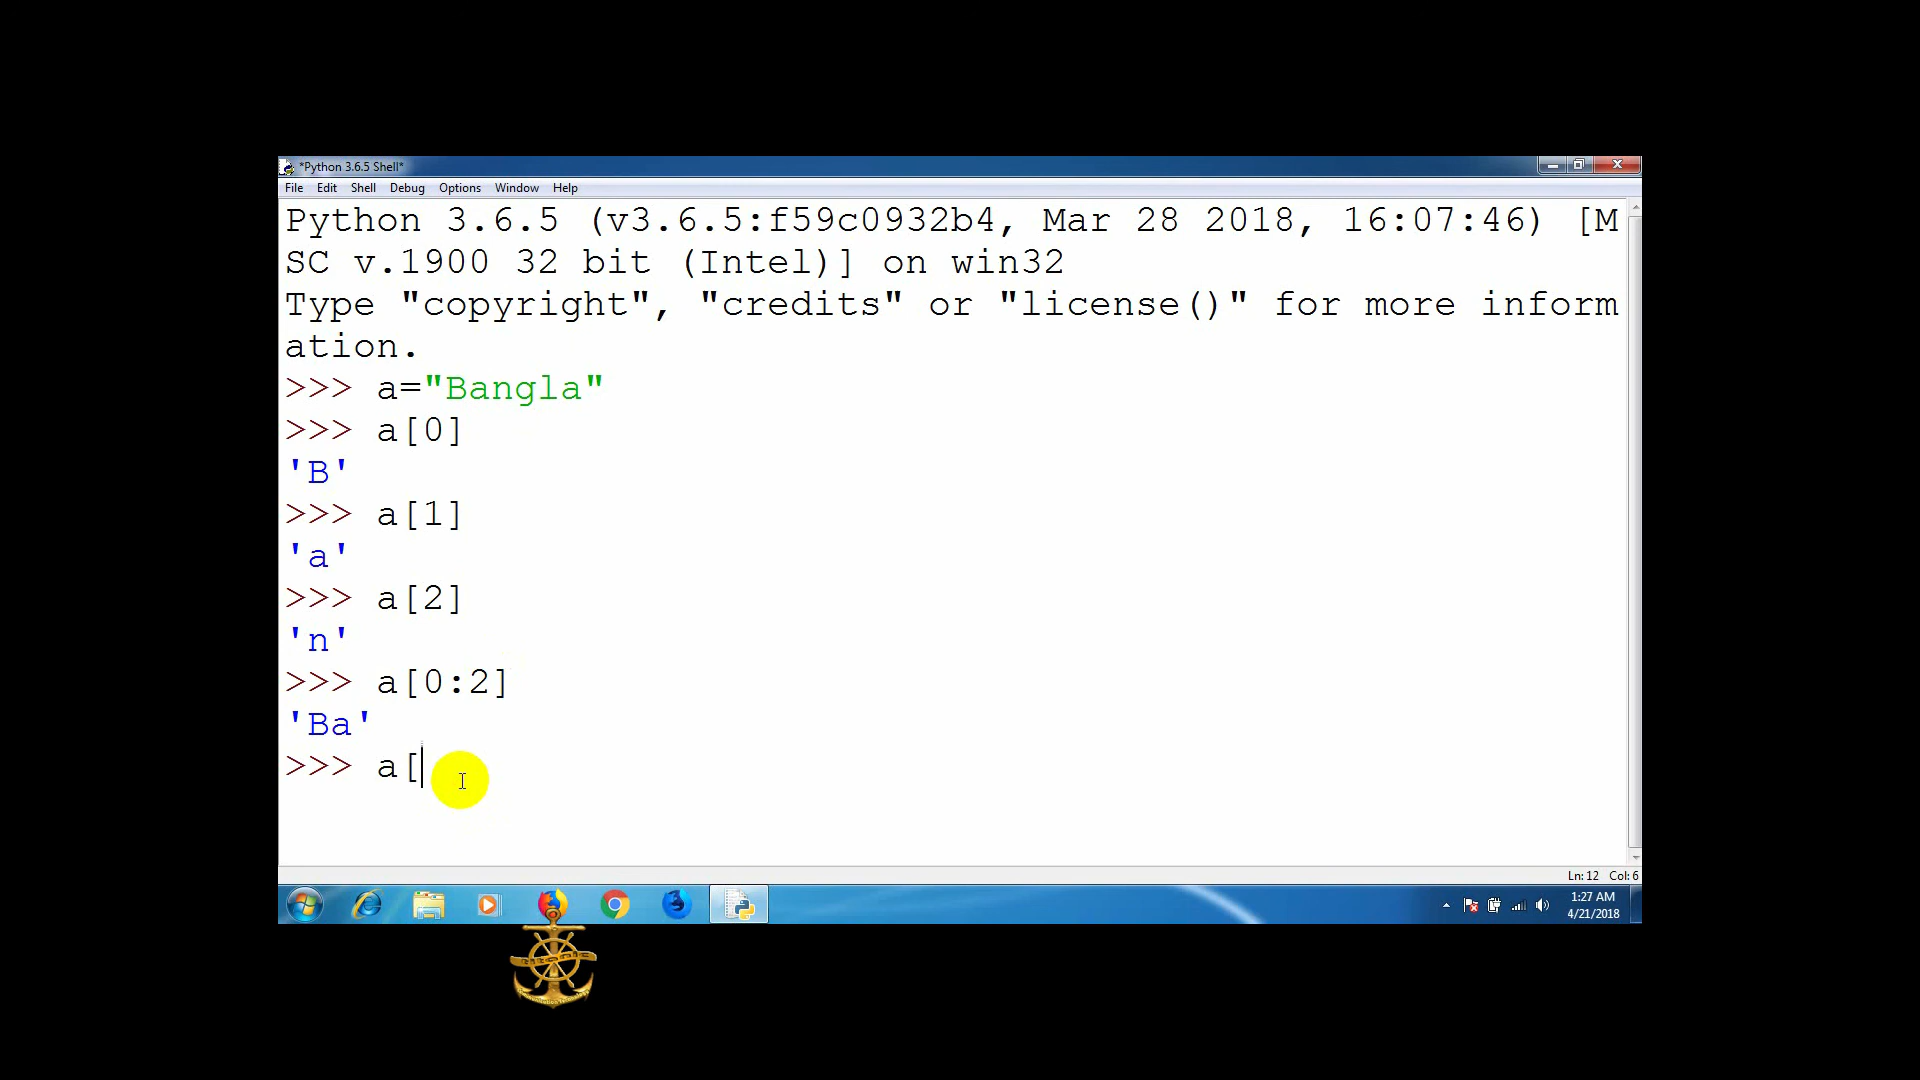 *Python 3.6.5 Shell*
File Edit Shell Debug Options Window Help
Python 3.6.5 (v3.6.5:f59c0932b4, Mar 28 2018, 16:07:46) [M
SC v.1900 32 bit (Intel)] on win32
Type "copyright", "credits" or "license()" for more inform
ation.
>>> a="Bangla"
>>> a[0]
'B'
>>> a[1]
'a'
>>> a[2]
'n'
>>> a[0:2]
'Ba'
>>> a[
Ln: 12 Col: 6
1:27 AM
4/21/2018